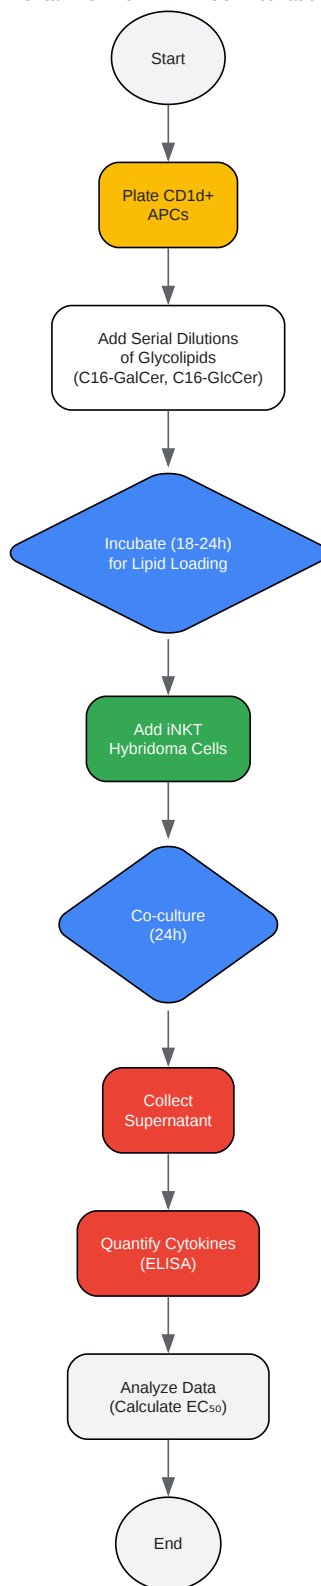 Start
Plate CD1d+
APCs
Add Serial Dilutions
of Glycolipids
(C16-GalCer, C16-GlcCer)
Incubate (18-24h)
for Lipid Loading
Add iNKT
Hybridoma Cells
Co-culture
(24h)
Collect
Supernatant
Quantify Cytokines
(ELISA)
Analyze Data
(Calculate EC₅₀)
End